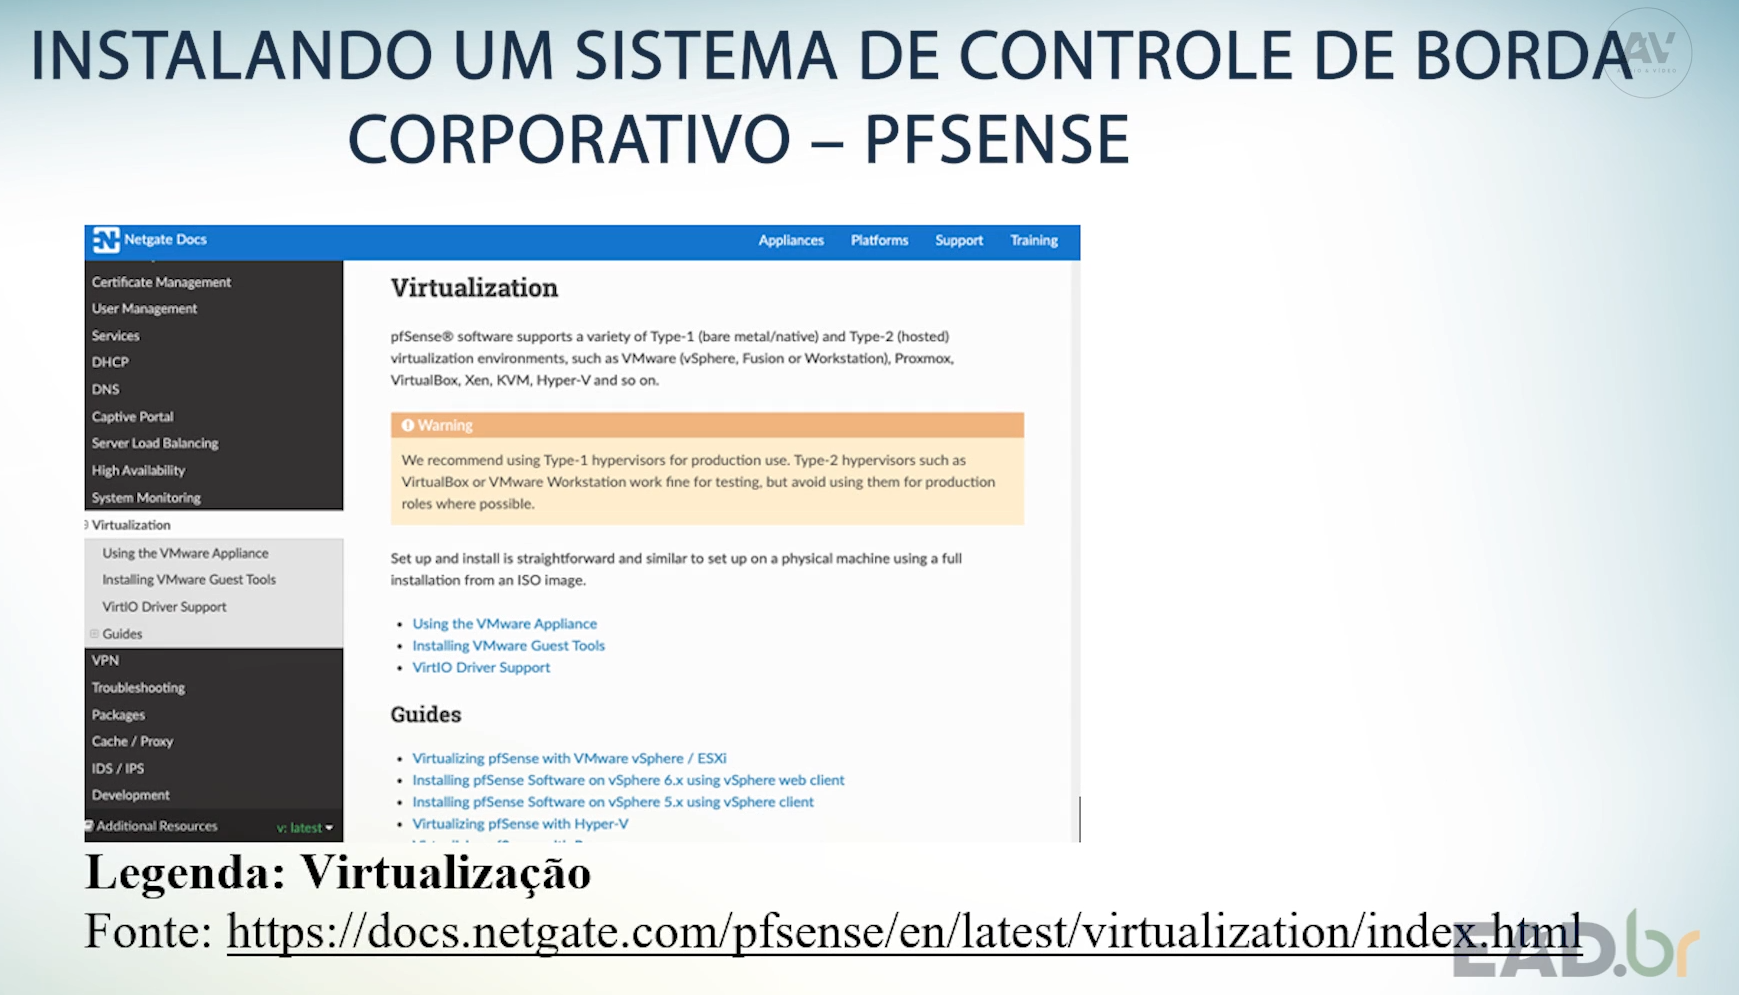 INSTALANDO UM SISTEMA DE CONTROLE DE BORDA
CORPORATIVO – PFSENSE
AV
Netgate Docs
Appliances
Platforms
Support
Training
Certificate Management
User Management
Services
DHCP
DNS
Captive Portal
Server Load Balancing
High Availability
System Monitoring
Virtualization
Using the VMware Appliance
Installing VMware Guest Tools
VirtIO Driver Support
Guides
VPN
Troubleshooting
Packages
Cache / Proxy
IDS / IPS
Development
Additional Resources
v: latest
Virtualization
pfSense® software supports a variety of Type-1 (bare metal/native) and Type-2 (hosted)
virtualization environments, such as VMware (vSphere, Fusion or Workstation), Proxmox,
VirtualBox, Xen, KVM, Hyper-V and so on.
Warning
We recommend using Type-1 hypervisors for production use. Type-2 hypervisors such as
VirtualBox or VMware Workstation work fine for testing, but avoid using them for production
roles where possible.
Set up and install is straightforward and similar to set up on a physical machine using a full
installation from an ISO image.
• Using the VMware Appliance
• Installing VMware Guest Tools
• VirtIO Driver Support
Guides
• Virtualizing pfSense with VMware vSphere / ESXi
• Installing pfSense Software on vSphere 6.x using vSphere web client
• Installing pfSense Software on vSphere 5.x using vSphere client
• Virtualizing pfSense with Hyper-V
Legenda: Virtualização
Fonte: https://docs.netgate.com/pfsense/en/latest/virtualization/index.html
EAD.br